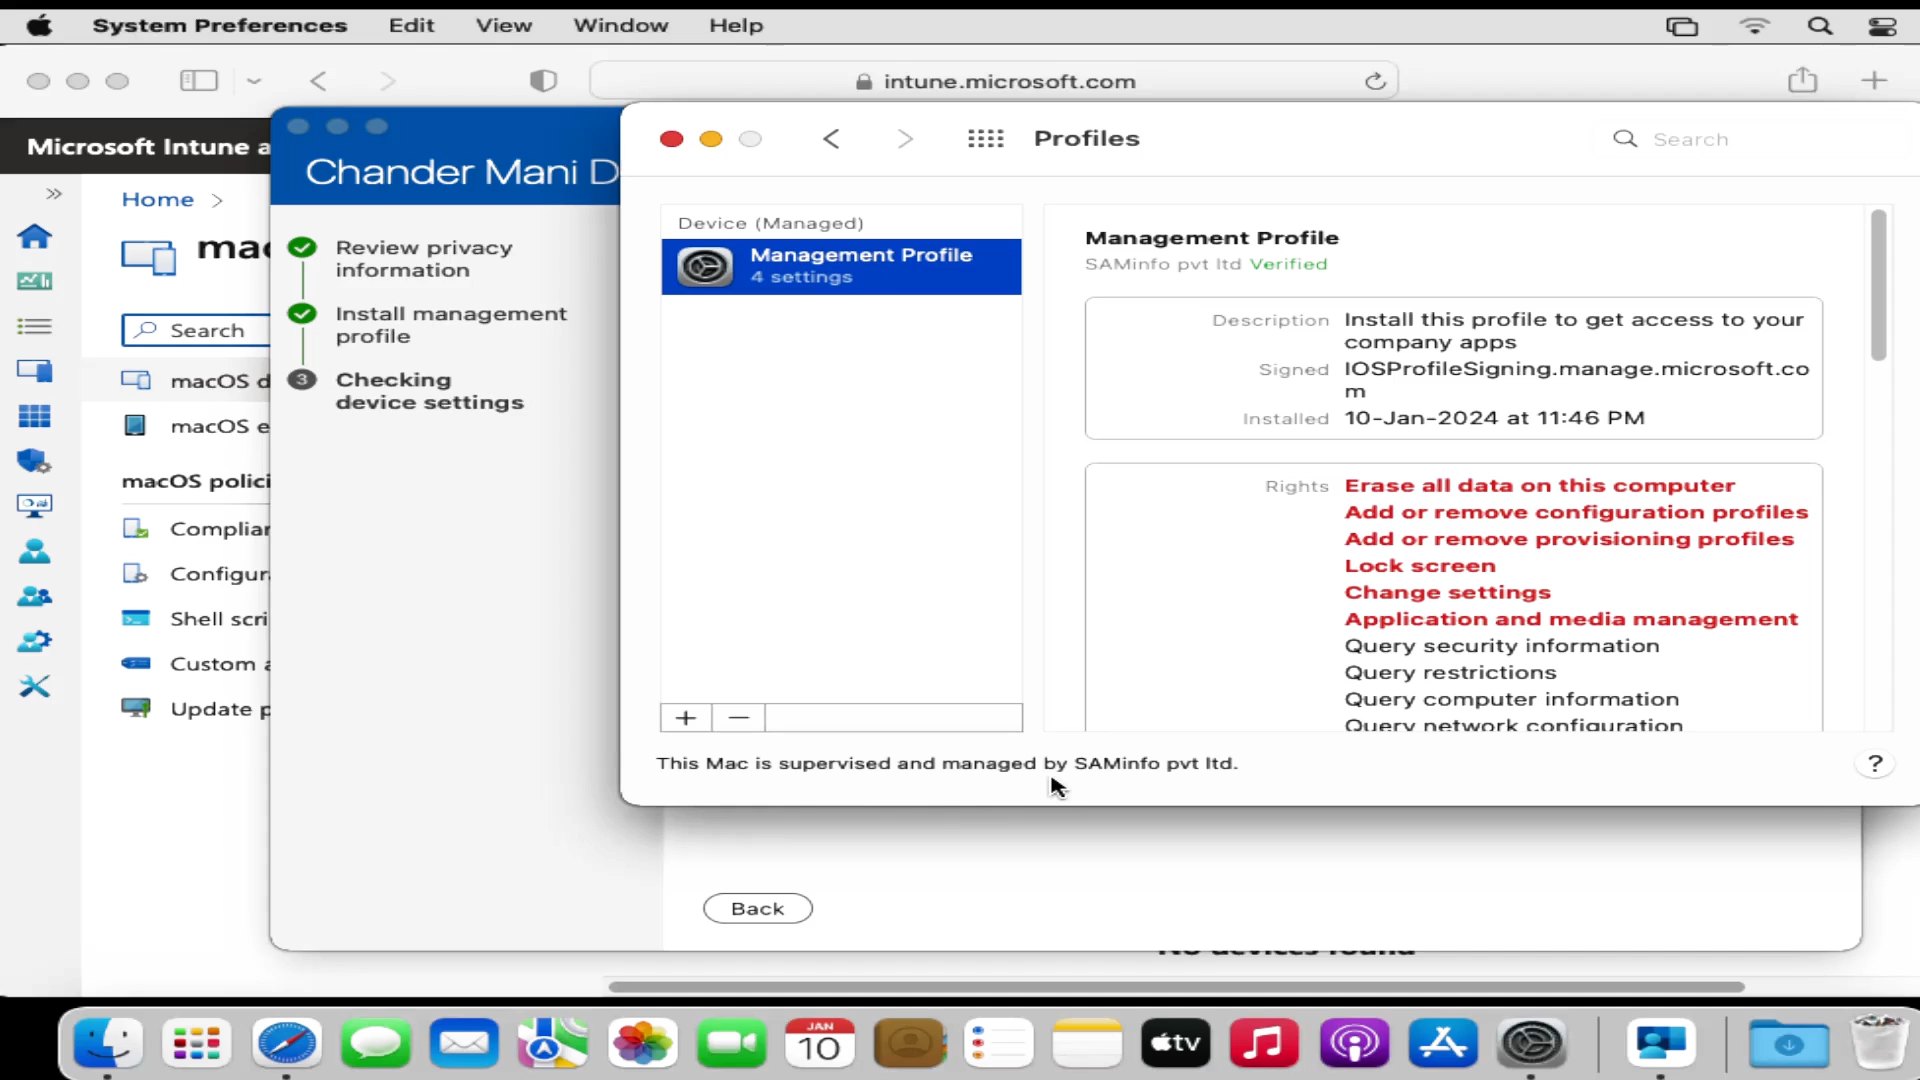 System Preferences Edit View Window Help
intune.microsoft.com
Microsoft Intune a
Home >
mac
Search
macOS d
macOS e
macOS polici
Complian
Configur
Shell scri
Custom a
Update p
Chander Mani D
Review privacy
information
Install management
profile
3 Checking
device settings
Profiles
Search
Device (Managed)
Management Profile
4 settings
Management Profile
SAMinfo pvt ltd Verified
Description Install this profile to get access to your
company apps
Signed IOSProfileSigning.manage.microsoft.co
m
Installed 10-Jan-2024 at 11:46 PM
Rights Erase all data on this computer
Add or remove configuration profiles
Add or remove provisioning profiles
Lock screen
Change settings
Application and media management
Query security information
Query restrictions
Query computer information
Query network configuration
+ −
This Mac is supervised and managed by SAMinfo pvt ltd.
?
Back
No devices found
JAN
10
tv